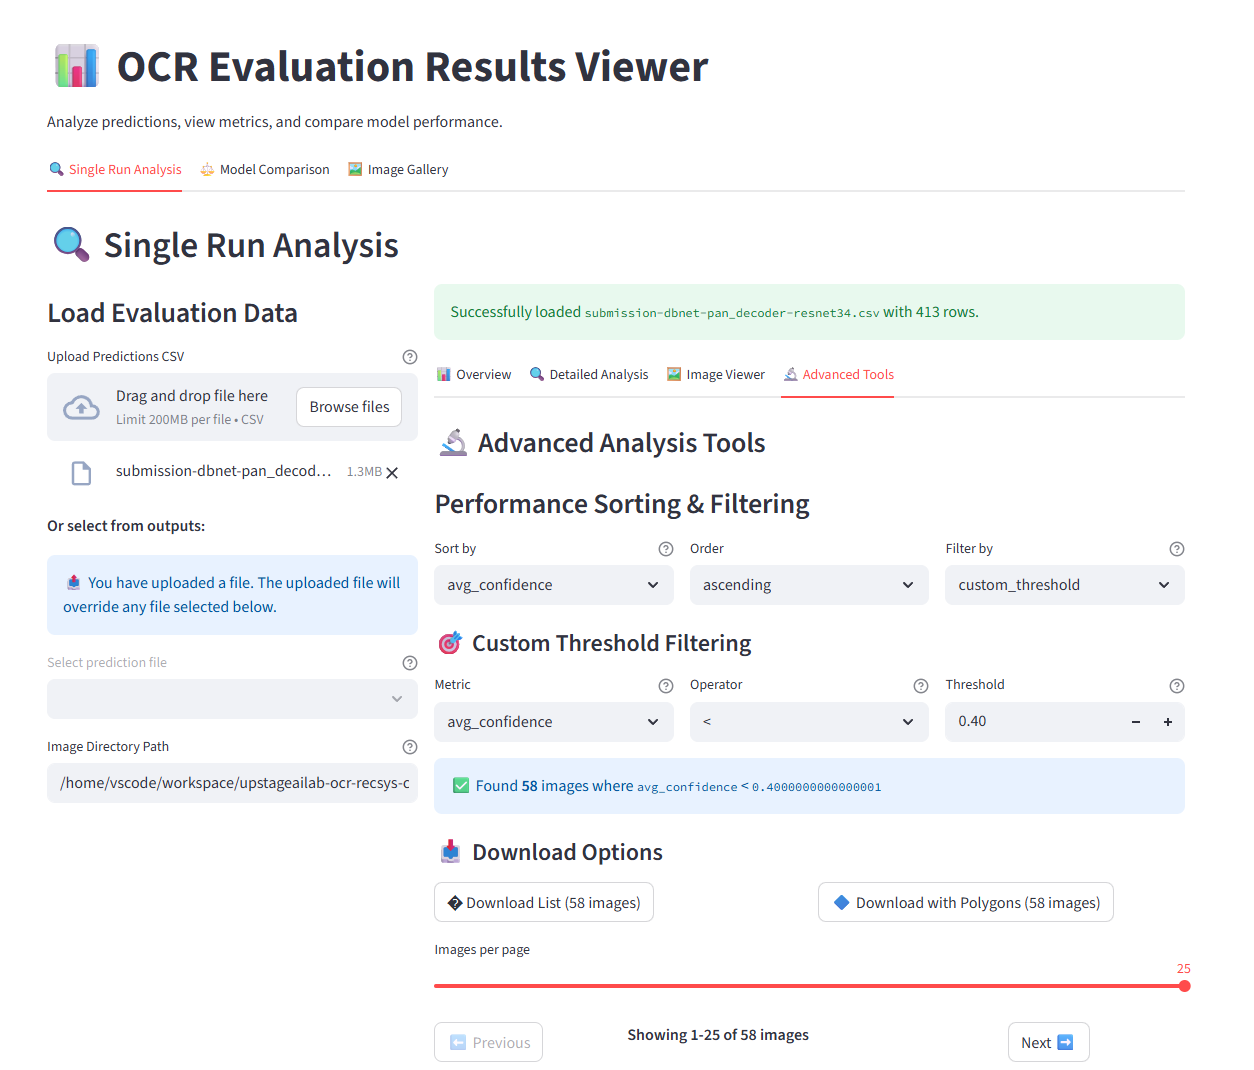 OCR Evaluation Results Viewer
Analyze predictions, view metrics, and compare model performance.
Single Run Analysis
Model Comparison
Image Gallery
Single Run Analysis
Load Evaluation Data
Upload Predictions CSV
Drag and drop file here
Limit 200MB per file • CSV
Browse files
submission-dbnet-pan_decod... 1.3MB
Or select from outputs:
You have uploaded a file. The uploaded file will
override any file selected below.
Select prediction file
Image Directory Path
/home/vscode/workspace/upstageailab-ocr-recsys-c
Successfully loaded submission-dbnet-pan_decoder-resnet34.csv with 413 rows.
Overview
Detailed Analysis
Image Viewer
Advanced Tools
Advanced Analysis Tools
Performance Sorting & Filtering
Sort by
Order
Filter by
avg_confidence
ascending
custom_threshold
Custom Threshold Filtering
Metric
Operator
Threshold
avg_confidence
<
0.40
Found 58 images where avg_confidence < 0.4000000000000001
Download Options
� Download List (58 images)
Download with Polygons (58 images)
Images per page
25
Previous
Showing 1-25 of 58 images
Next